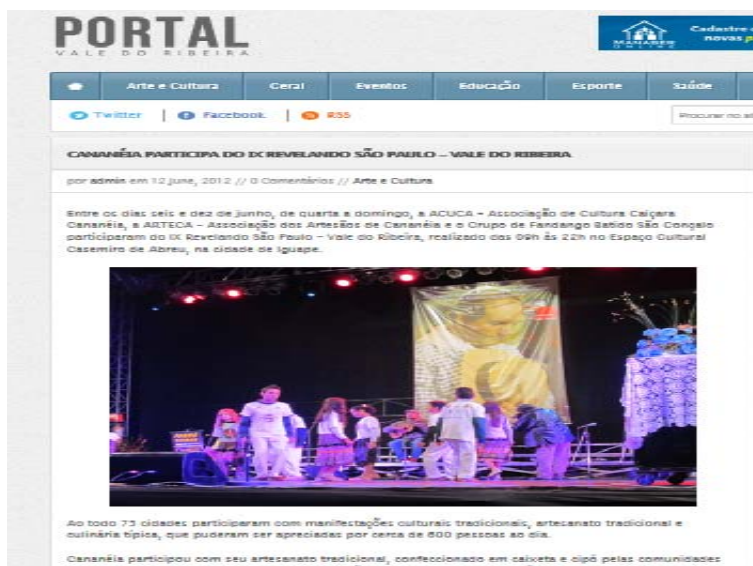 PORTAL
VALE DO RIBEIRA
MANABER
ONLINE
Cadastre
novas
Arte e Cultura Geral Eventos Educação Esporte Saúde
Twitter | Facebook | RSS
Procurar no
CANANÉIA PARTICIPA DO IX REVELANDO SÃO PAULO – VALE DO RIBEIRA
por admin em 12 June, 2012 // 0 Comentários // Arte e Cultura
Entre os dias seis e dez de junho, de quarta a domingo, a ACUCA – Associação de Cultura Caiçara
Cananéia, a ARTECA – Associação dos Artesãos de Cananéia e o Grupo de Fandango Batido São Gonçalo
participaram do IX Revelando São Paulo – Vale do Ribeira, realizado das 09h às 22h no Espaço Cultural
Casemiro de Abreu, na cidade de Iguape.
Ao todo 73 cidades participaram com manifestações culturais tradicionais, artesanato tradicional e
culinária típica, que puderam ser apreciadas por cerca de 600 pessoas ao dia.
Cananéia participou com seu artesanato tradicional, confeccionado em caixeta e cipó pelas comunidades